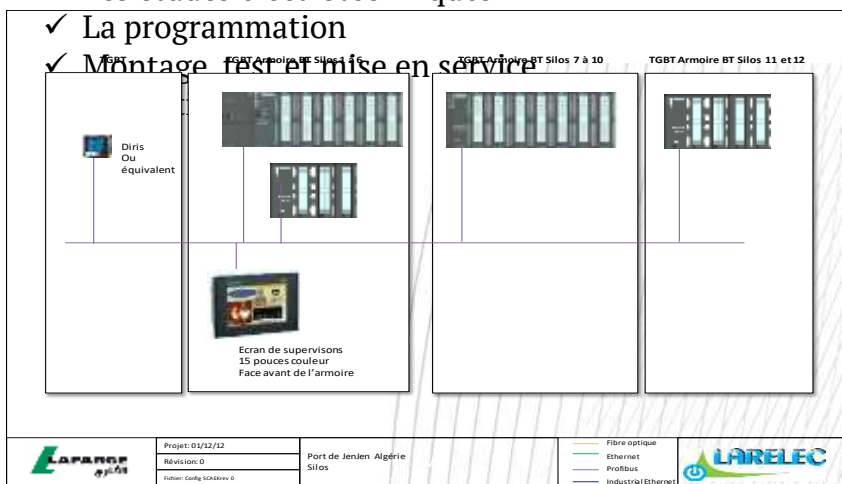 ✓ La programmation
✓ Montage, test et mise en service
TGBT
TGBT Armoire BT Silos 1 à 6
TGBT Armoire BT Silos 7 à 10
TGBT Armoire BT Silos 11 et 12
Diris
Ou
équivalent
Ecran de supervisons
15 pouces couleur
Face avant de l'armoire
LAFARGE
Projet: 01/12/12
Révision: 0
Fichier: Config SCAEKrev 0
Port de JenJen Algérie
Silos
Fibre optique
Ethernet
Profibus
Industrial Ethernet
LARELEC